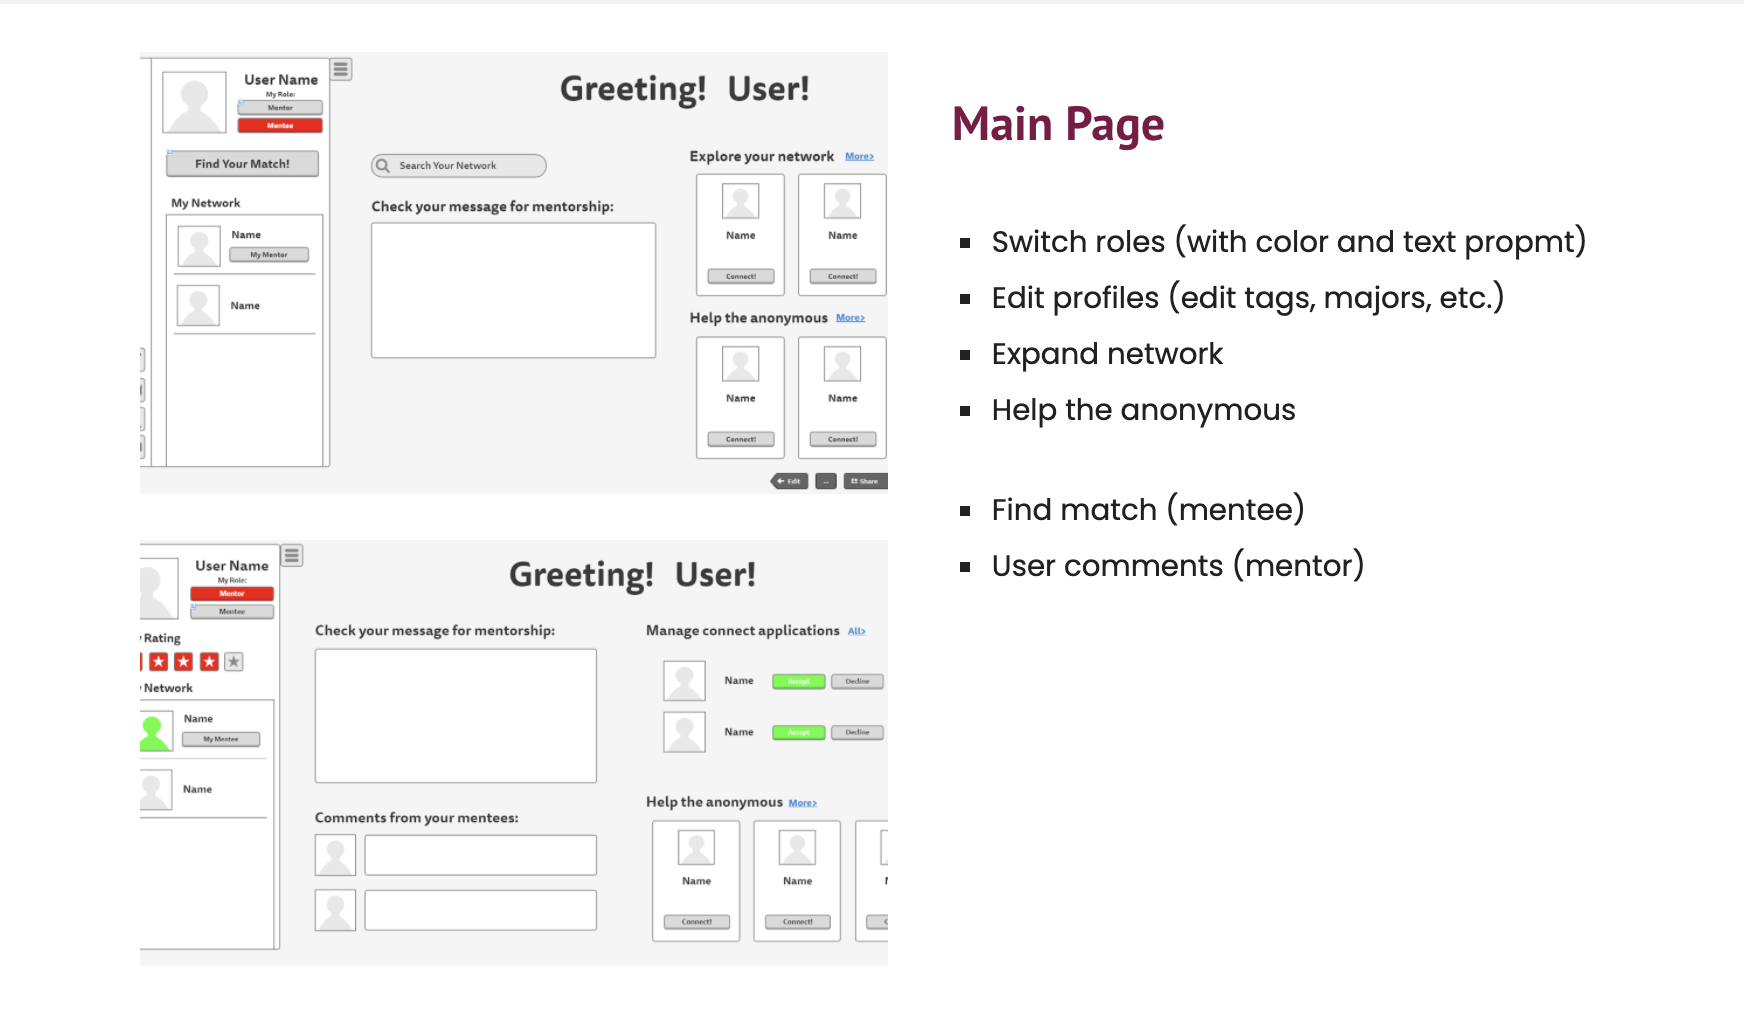 User Name
My Role:
Mentor
Mentee
Find Your Match!
My Network
Name
My Mentor
Name
Greeting! User!
Search Your Network
Check your message for mentorship:
Explore your network More>
Name Name
Connect! Connect!
Help the anonymous More>
Name Name
Connect! Connect!
Edit ... Share
User Name
My Role:
Mentor
Mentee
Rating
Network
Name
My Mentee
Name
Greeting! User!
Check your message for mentorship:
Comments from your mentees:
Manage connect applications All>
Name Accept Decline
Name Accept Decline
Help the anonymous More>
Name Name
Connect! Connect!
Main Page
Switch roles (with color and text propmt)
Edit profiles (edit tags, majors, etc.)
Expand network
Help the anonymous
Find match (mentee)
User comments (mentor)